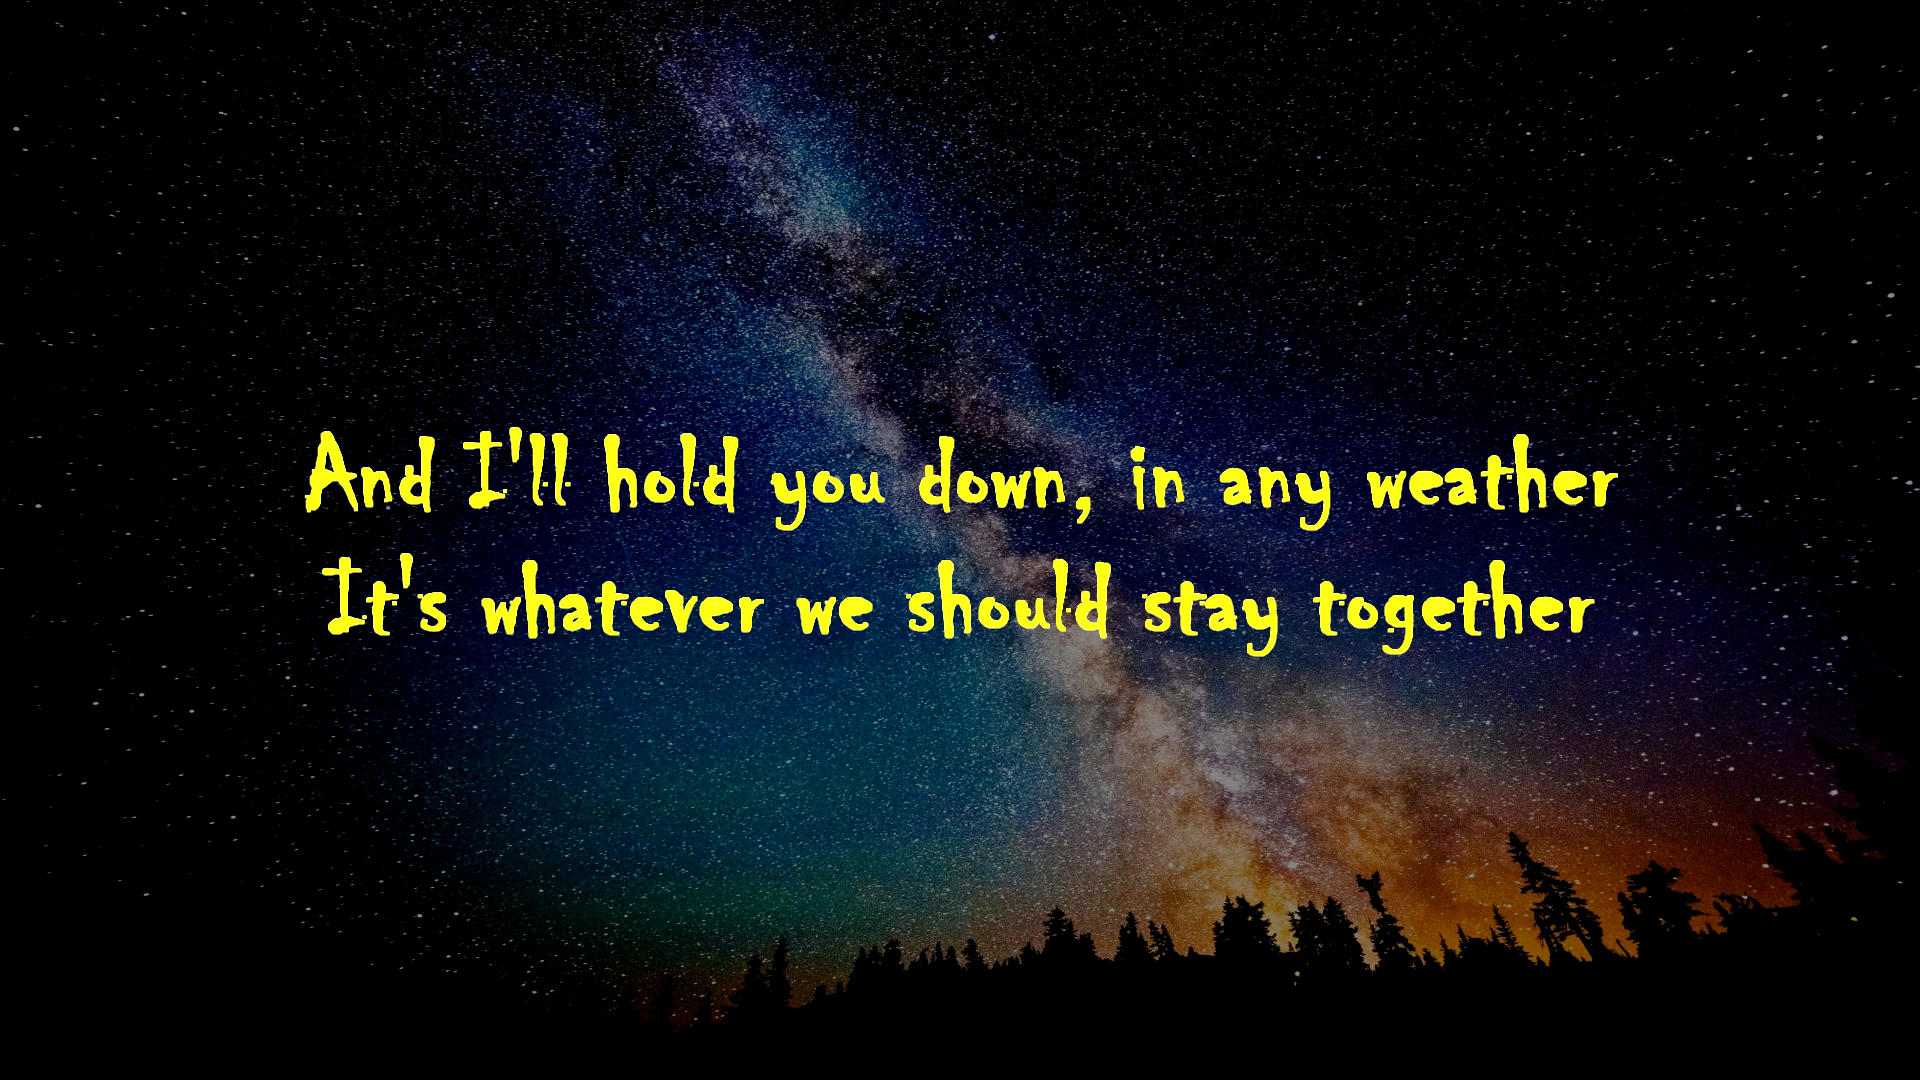 And I'll hold you down, in any weather
It's whatever we should stay together